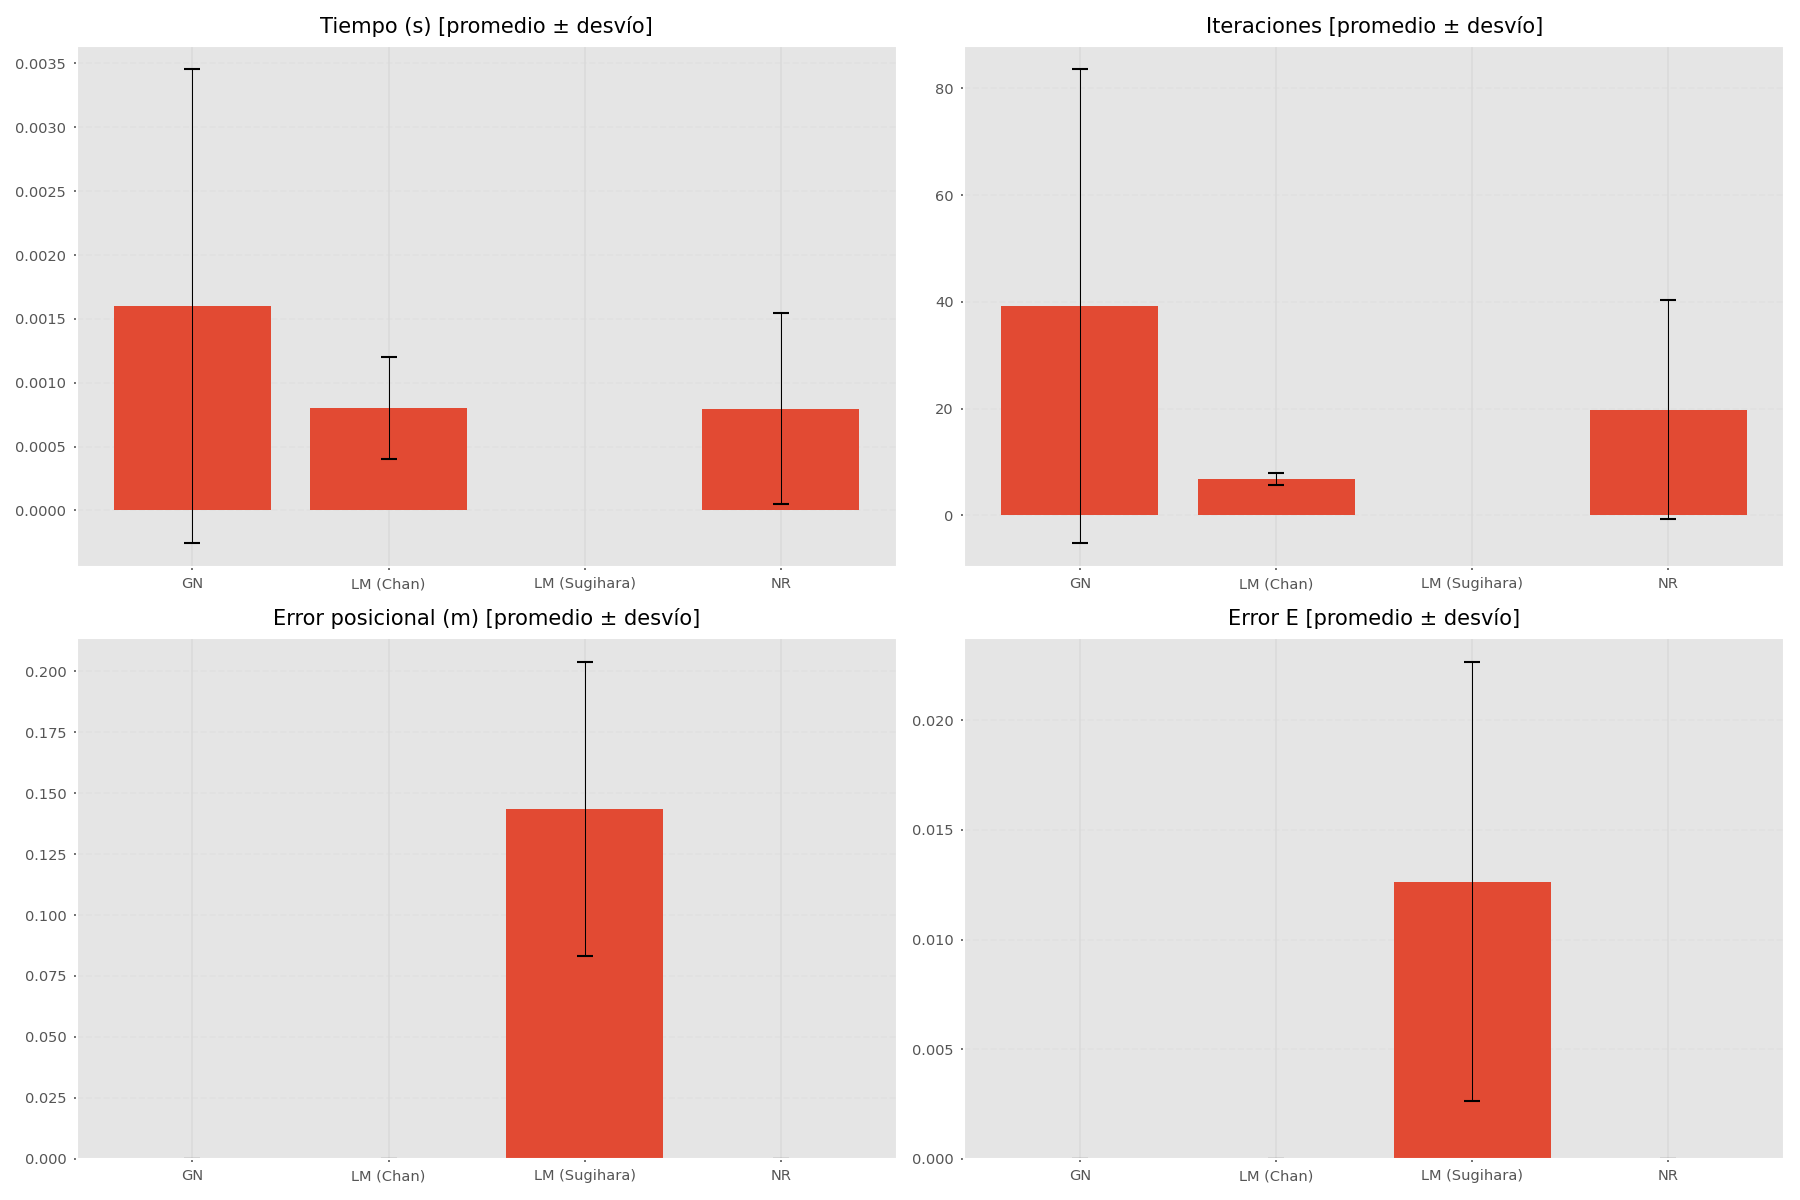 Tiempo (s) [promedio ± desvío]
0.0035
0.0030
0.0025
0.0020
0.0015
0.0010
0.0005
0.0000
GN
LM (Chan)
LM (Sugihara)
NR
Iteraciones [promedio ± desvío]
80
60
40
20
0
GN
LM (Chan)
LM (Sugihara)
NR
Error posicional (m) [promedio ± desvío]
0.200
0.175
0.150
0.125
0.100
0.075
0.050
0.025
0.000
GN
LM (Chan)
LM (Sugihara)
NR
Error E [promedio ± desvío]
0.020
0.015
0.010
0.005
0.000
GN
LM (Chan)
LM (Sugihara)
NR